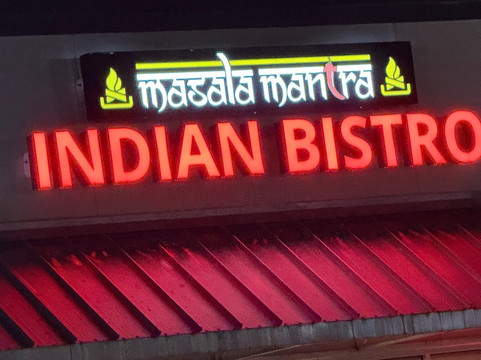 masala mantra
INDIAN BISTRO